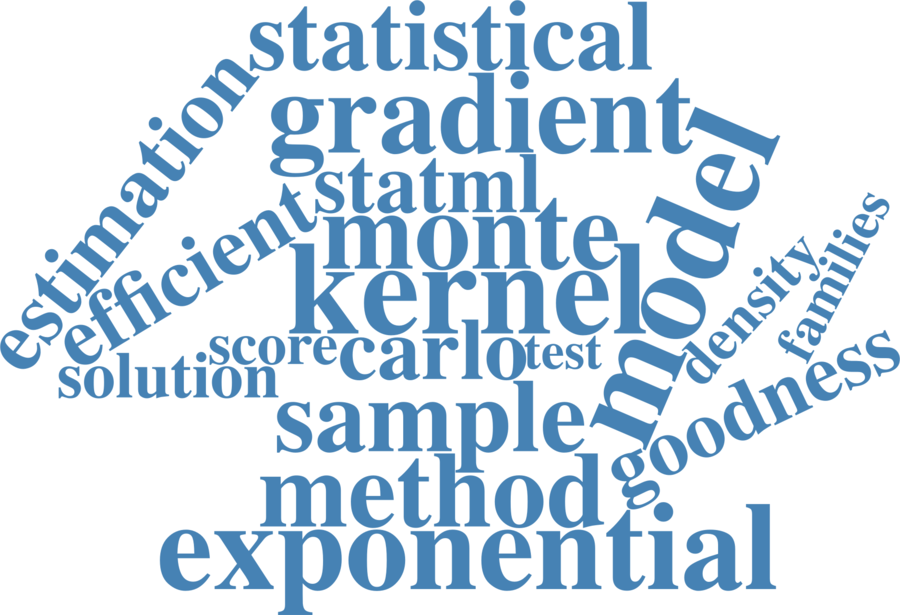 statistical
estimation
gradient
model
statml
efficient
monte
families
kernel
density
score
carlo
test
solution
goodness
sample
method
exponential